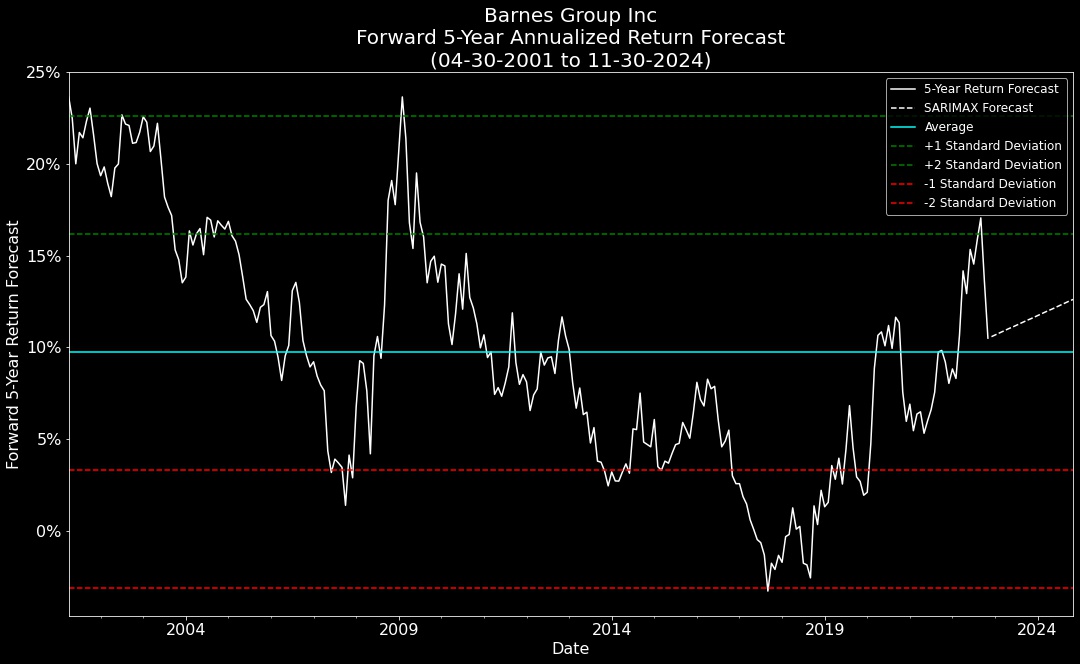 Barnes Group Inc
Forward 5-Year Annualized Return Forecast
(04-30-2001 to 11-30-2024)
25%
20%
15%
10%
5%
0%
Forward 5-Year Return Forecast
5-Year Return Forecast
SARIMAX Forecast
Average
+1 Standard Deviation
+2 Standard Deviation
-1 Standard Deviation
-2 Standard Deviation
2004
2009
2014
2019
2024
Date